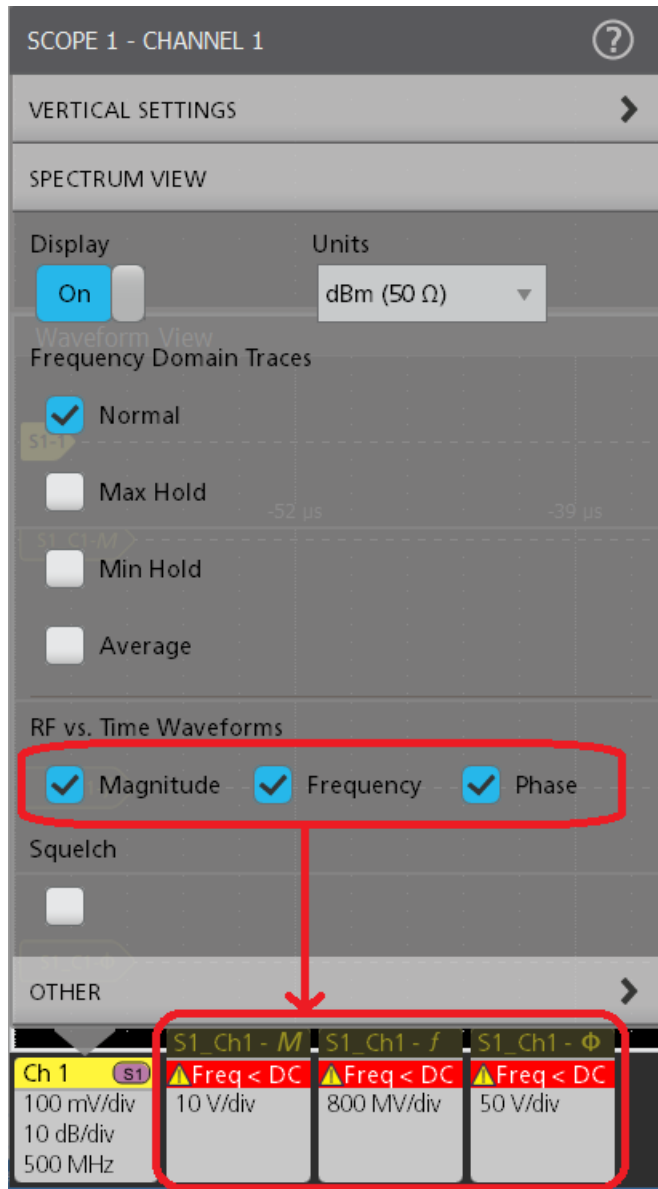 SCOPE 1 - CHANNEL 1 ?
VERTICAL SETTINGS
SPECTRUM VIEW
Display Units
On dBm (50 Ω)
Waveform View
Frequency Domain Traces
Normal
S1-1
Max Hold
-52 µs -39 µs
S1_C1-M
Min Hold
Average
RF vs. Time Waveforms
Magnitude Frequency Phase
Squelch
OTHER
S1_Ch1 - M S1_Ch1 - f S1_Ch1 - Φ
Ch 1 S1 Freq < DC Freq < DC Freq < DC
100 mV/div 10 V/div 800 MV/div 50 V/div
10 dB/div
500 MHz